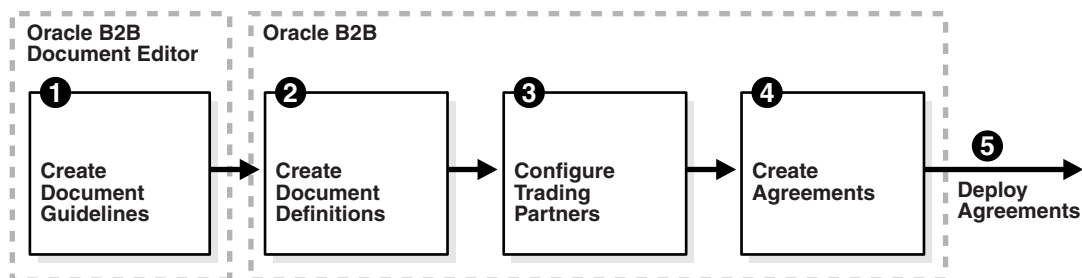 Oracle B2B
Document Editor
Oracle B2B
1
Create
Document
Guidelines
2
Create
Document
Definitions
3
Configure
Trading
Partners
4
Create
Agreements
5
Deploy
Agreements